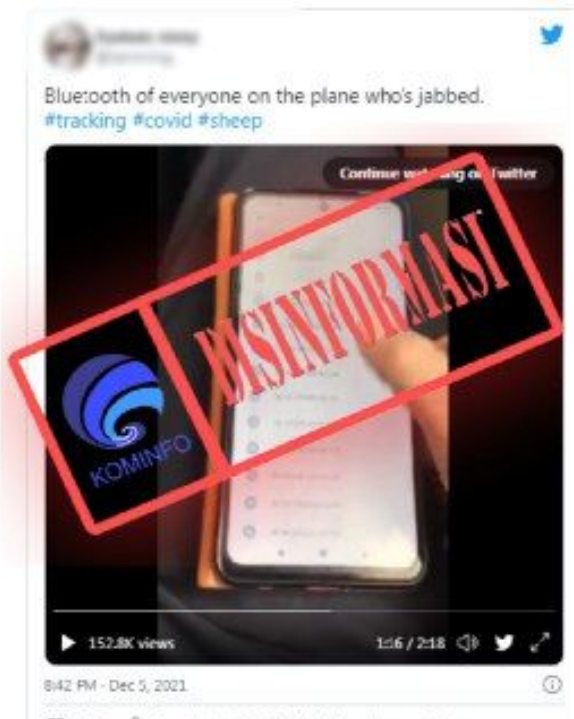 Bluetooth of everyone on the plane who's jabbed.
#tracking #covid #sheep
Continue watching on Twitter
DISINFORMASI
KOMINFO
152.8K views
1:16 / 2:18
8:42 PM - Dec 5, 2021